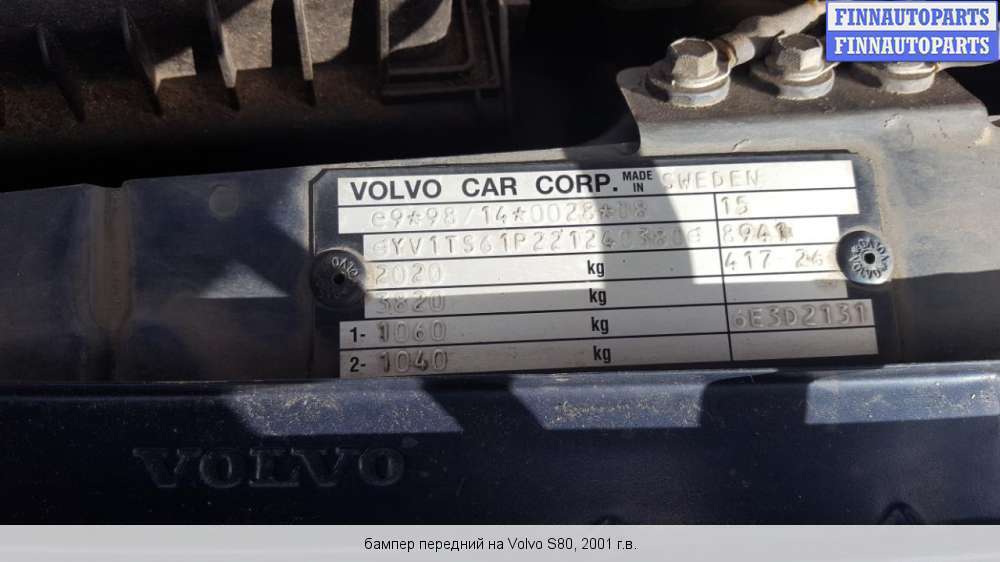 FINNAUTOPARTS
FINNAUTOPARTS
VOLVO CAR CORP. MADE IN SWEDEN
e9*98/14*0028*18 15
YV1TS61P221240380 8941
2020 kg 417-26
3820 kg
1- 1060 kg 6E3D2131
2- 1040 kg
VOLVO
бампер передний на Volvo S80, 2001 г.в.